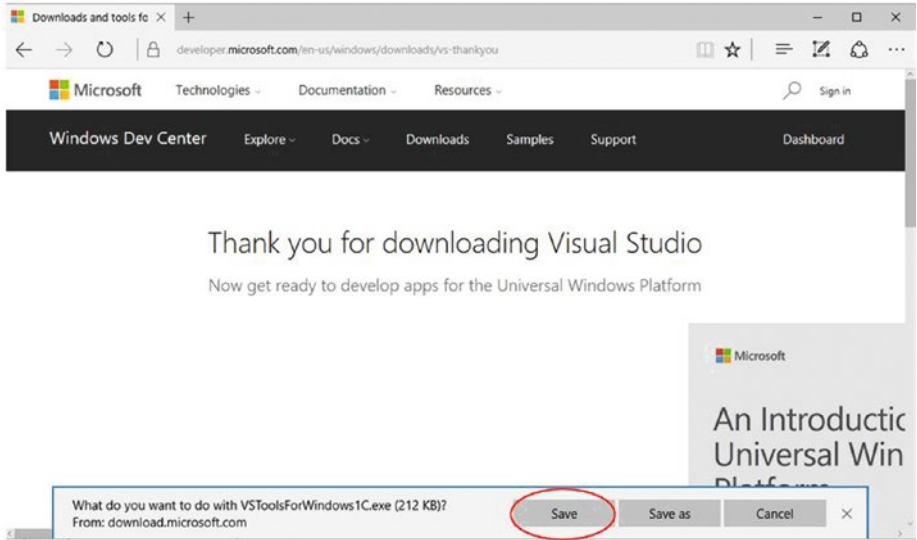 Downloads and tools fo
developer.microsoft.com/en-us/windows/downloads/vs-thankyou
Microsoft Technologies Documentation Resources Sign in
Windows Dev Center Explore Docs Downloads Samples Support Dashboard
Thank you for downloading Visual Studio
Now get ready to develop apps for the Universal Windows Platform
Microsoft
An Introductic
Universal Win
Platform
What do you want to do with VSToolsForWindows1C.exe (212 KB)?
From: download.microsoft.com
Save Save as Cancel